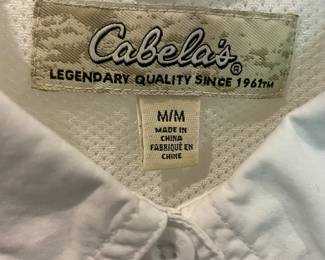 Cabela's®
LEGENDARY QUALITY SINCE 1961™
M/M
MADE IN
CHINA
FABRIQUÉ EN
CHINE